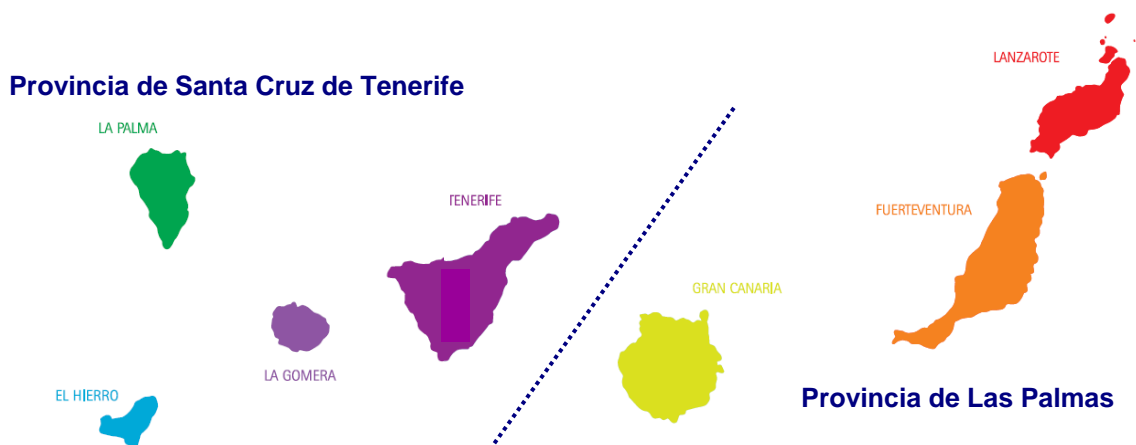 LANZAROTE
Provincia de Santa Cruz de Tenerife
LA PALMA
TENERIFE
FUERTEVENTURA
GRAN CANARIA
LA GOMERA
EL HIERRO
Provincia de Las Palmas